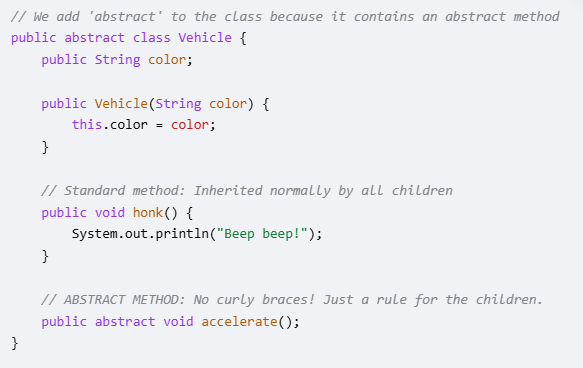 // We add 'abstract' to the class because it contains an abstract method
public abstract class Vehicle {
    public String color;

    public Vehicle(String color) {
        this.color = color;
    }

    // Standard method: Inherited normally by all children
    public void honk() {
        System.out.println("Beep beep!");
    }

    // ABSTRACT METHOD: No curly braces! Just a rule for the children.
    public abstract void accelerate();
}